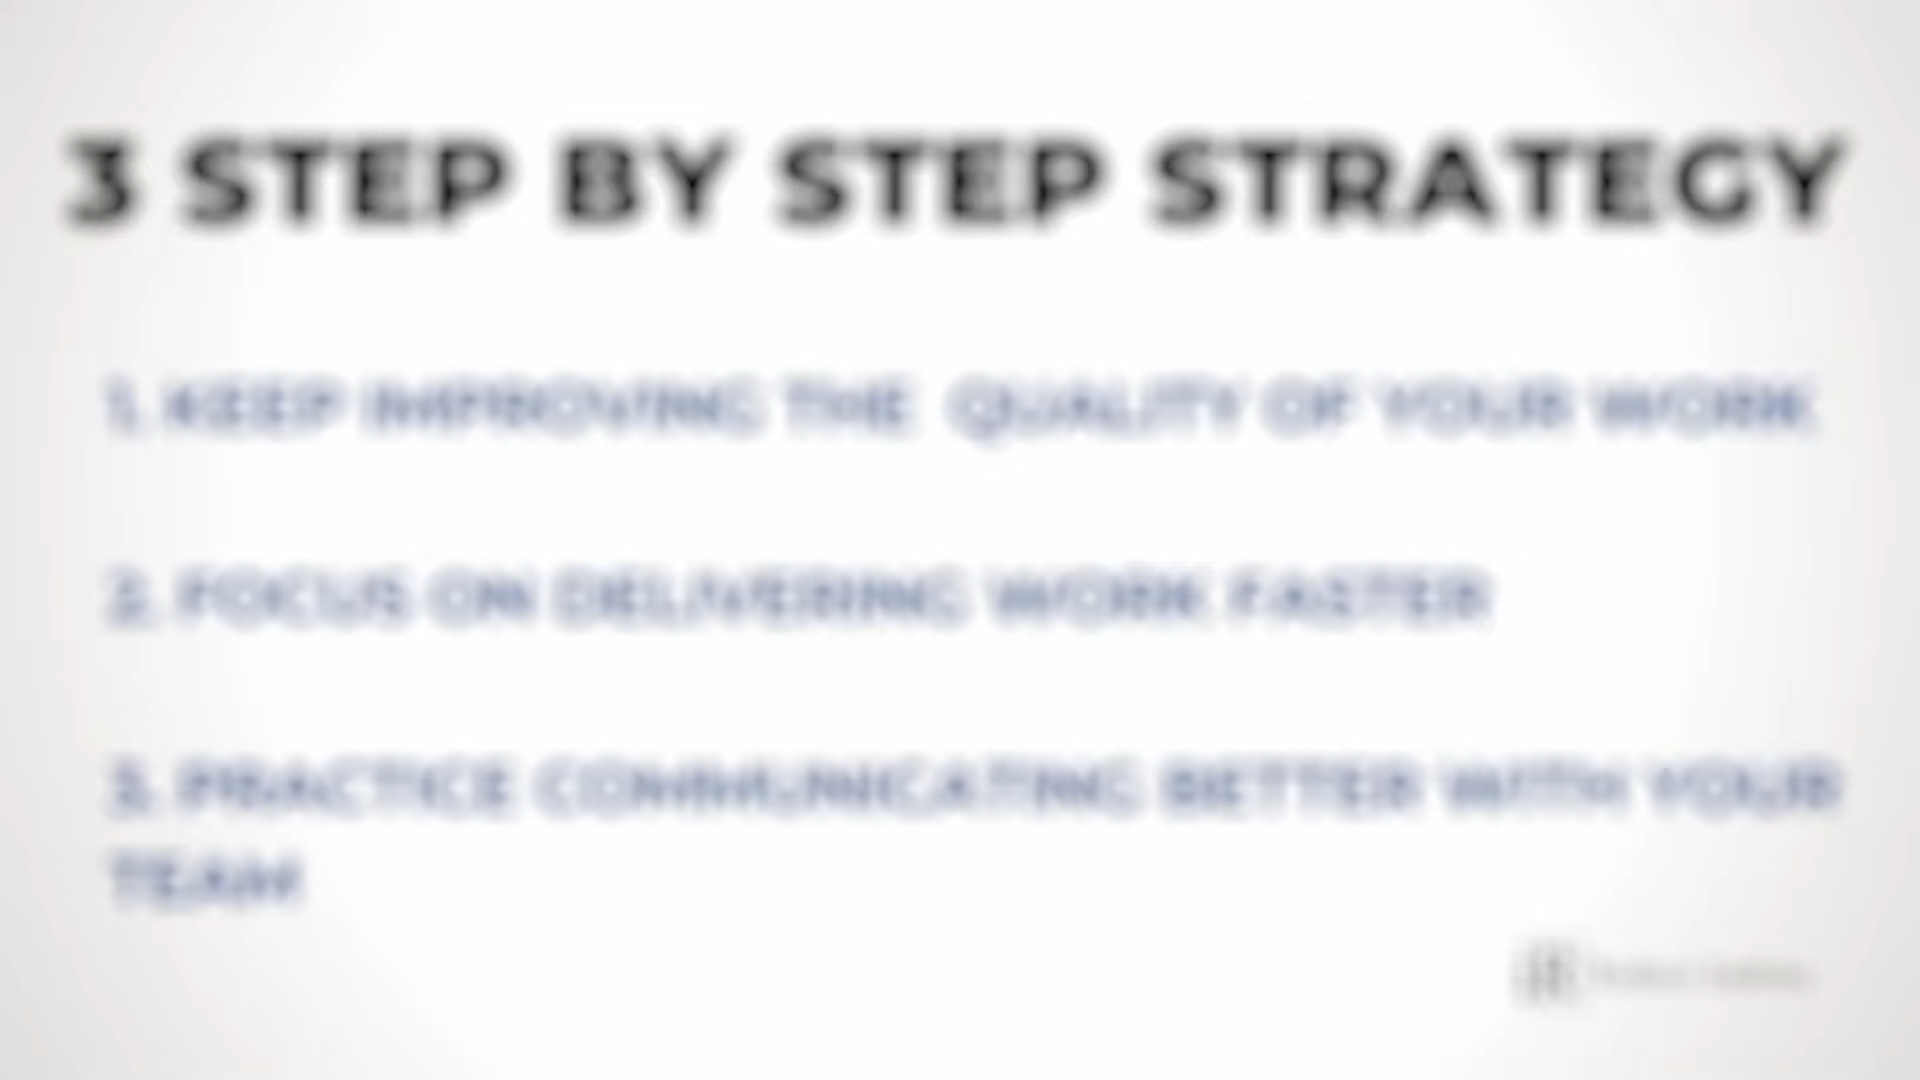 3 STEP BY STEP STRATEGY
1. KEEP IMPROVING THE QUALITY OF YOUR WORK
2. FOCUS ON DELIVERING WORK FASTER
3. PRACTICE COMMUNICATING BETTER WITH YOUR
TEAM